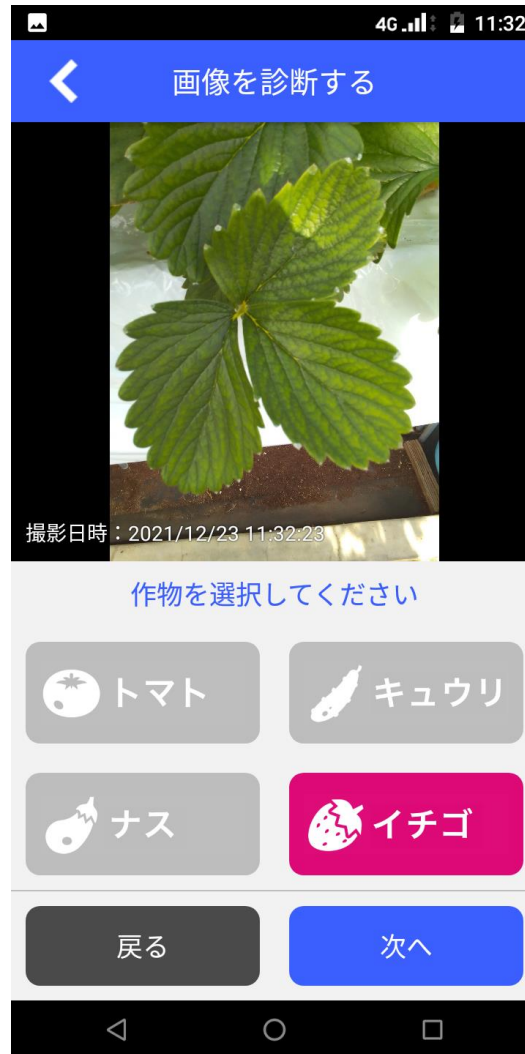 4G 11:32
画像を診断する
撮影日時：2021/12/23 11:32:23
作物を選択してください
トマト
キュウリ
ナス
イチゴ
戻る
次へ